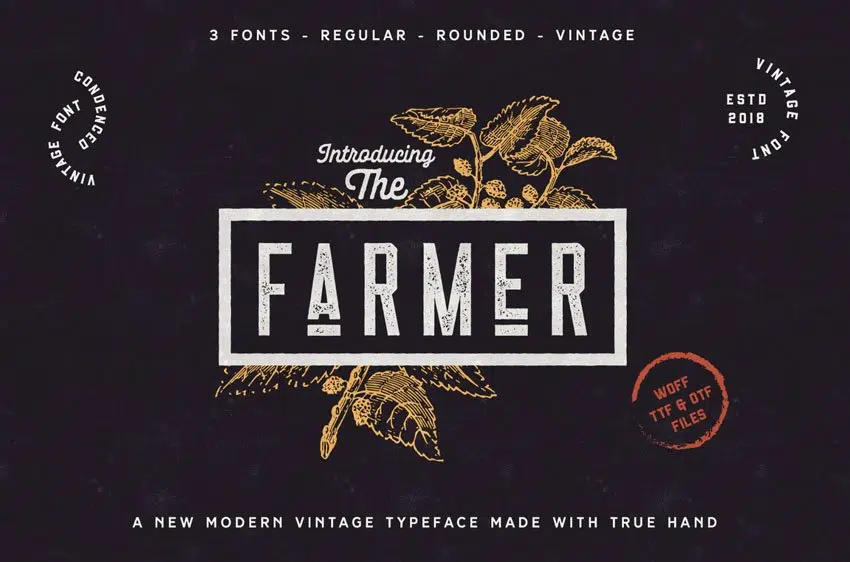 3 FONTS - REGULAR - ROUNDED - VINTAGE
CONDENCED
VINTAGE FONT
VINTAGE FONT
ESTD
2018
Introducing
The
FARMER
WOFF
TTF & OTF
FILES
A NEW MODERN VINTAGE TYPEFACE MADE WITH TRUE HAND